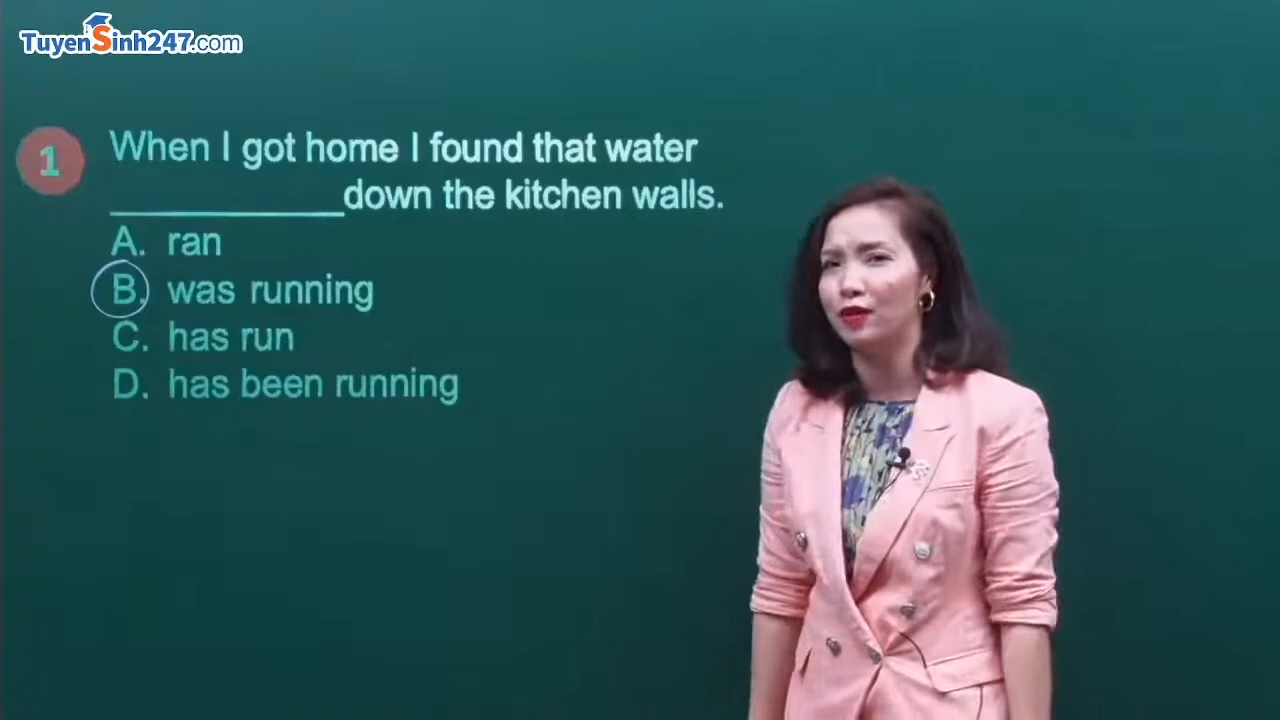 TuyenSinh247.com
1 When I got home I found that water
____________down the kitchen walls.
A. ran
B. was running
C. has run
D. has been running